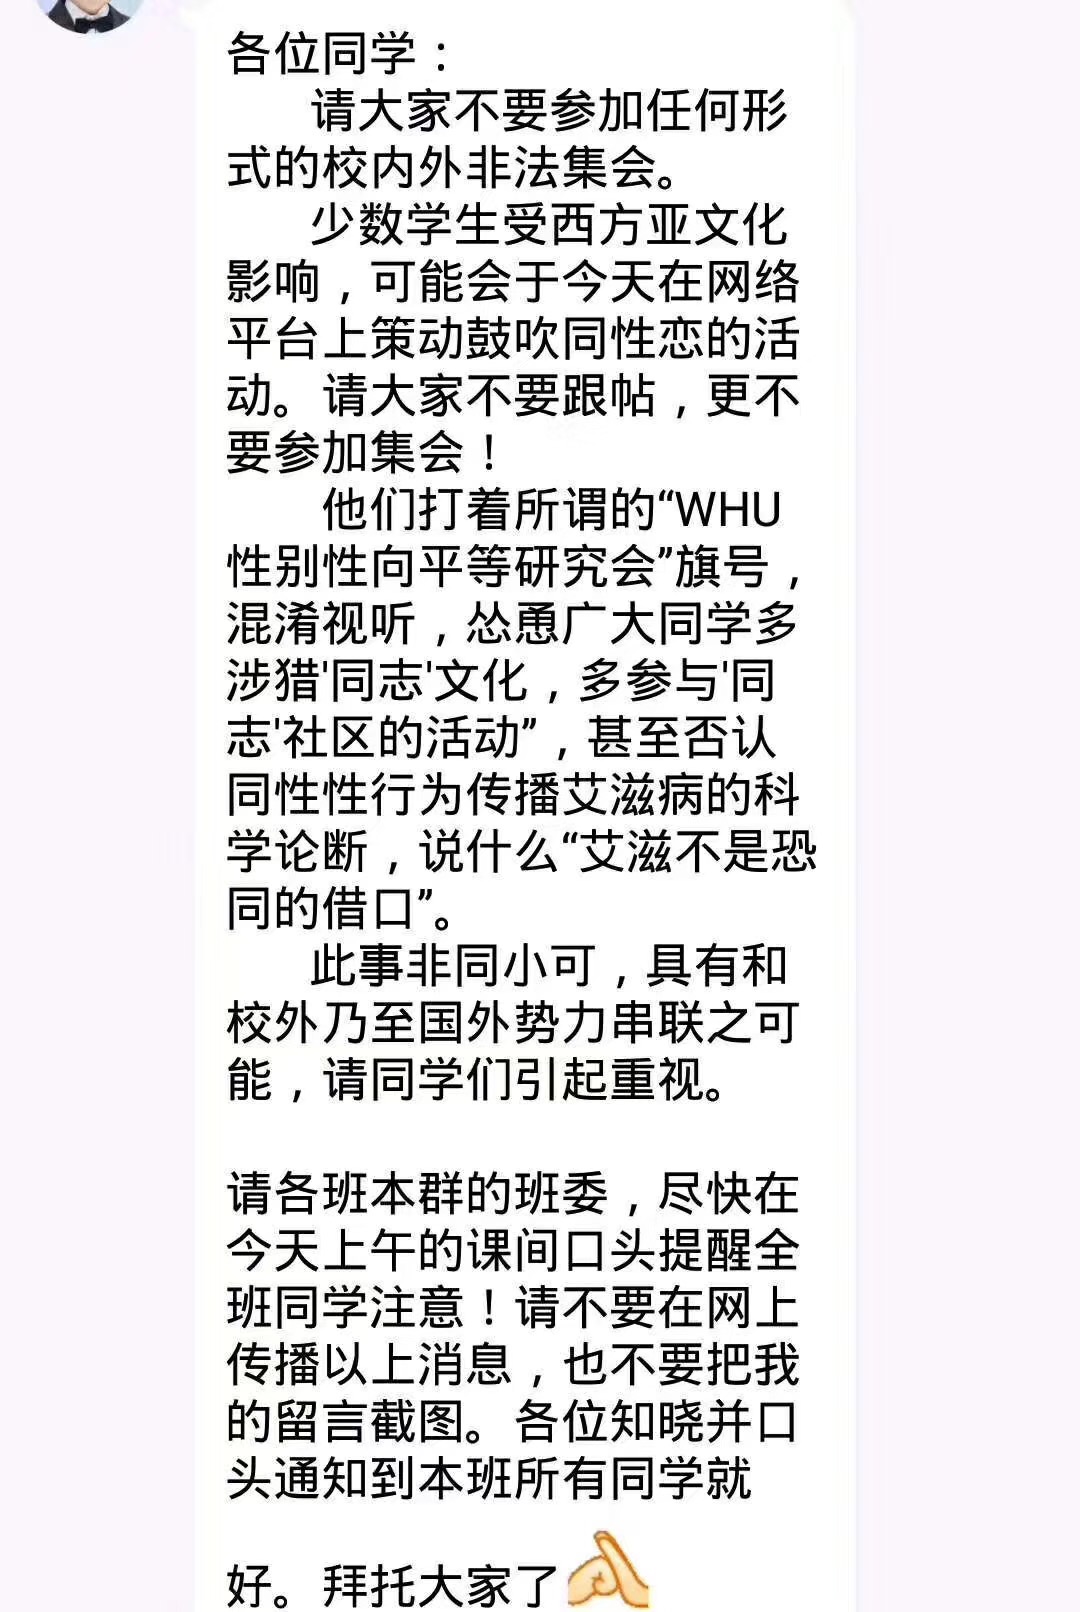 各位同学：
请大家不要参加任何形
式的校内外非法集会。
少数学生受西方亚文化
影响，可能会于今天在网络
平台上策动鼓吹同性恋的活
动。请大家不要跟帖，更不
要参加集会！
他们打着所谓的“WHU
性别性向平等研究会”旗号，
混淆视听，怂恿广大同学多
涉猎'同志'文化，多参与'同
志'社区的活动”，甚至否认
同性性行为传播艾滋病的科
学论断，说什么“艾滋不是恐
同的借口”。
此事非同小可，具有和
校外乃至国外势力串联之可
能，请同学们引起重视。
请各班本群的班委，尽快在
今天上午的课间口头提醒全
班同学注意！请不要在网上
传播以上消息，也不要把我
的留言截图。各位知晓并口
头通知到本班所有同学就
好。拜托大家了